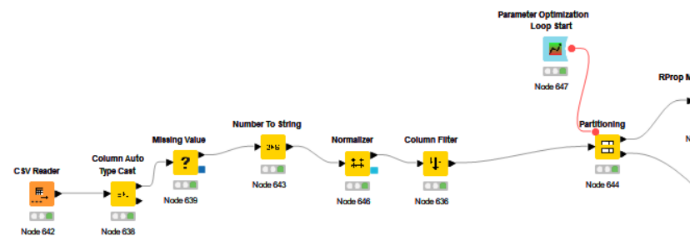 Parameter Optimization
Loop Start
Node 647
RProp M
Partitioning
Node 644
Number To String
Node 643
Missing Value
Node 639
Normalizer
Node 646
Column Filter
Node 636
Column Auto
Type Cast
Node 638
CSV Reader
Node 642
N